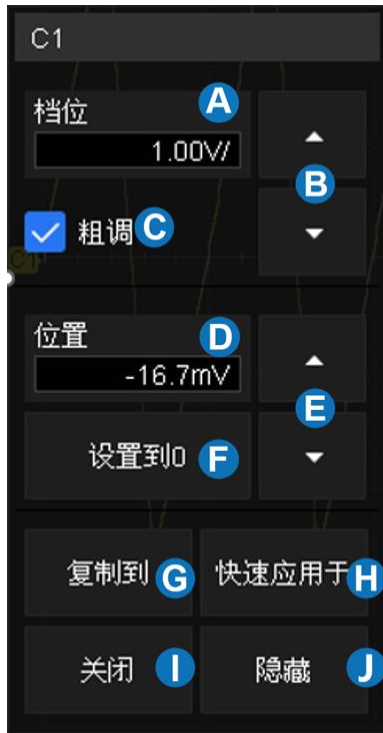 C1
档位 A
1.00V/
B
粗调 C
C1
位置 D
-16.7mV
E
设置到0 F
复制到 G 快速应用于 H
关闭 I 隐藏 J